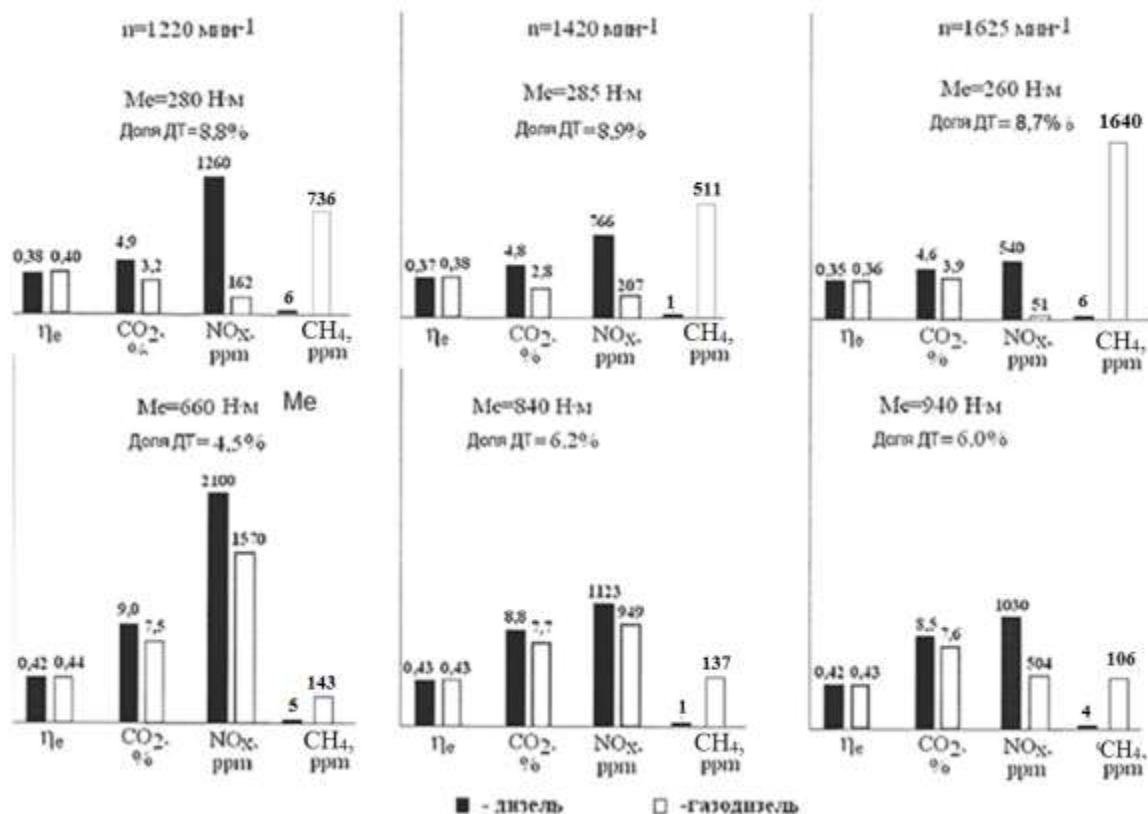 n=1220 мин-1
Me=280 Н·м
Доля ДТ=8,8%
1260
736
0,38 0,40
4,9
3,2
162
6
ηe
CO2,
%
NOX,
ppm
CH4,
ppm
n=1420 мин-1
Me=285 Н·м
Доля ДТ=8,9%
766
511
0,37 0,38
4,8
2,8
207
1
ηe
CO2,
%
NOX,
ppm
CH4,
ppm
n=1625 мин-1
Me=260 Н·м
Доля ДТ=8,7%
1640
0,35 0,36
4,6
3,9
540
51
6
ηe
CO2,
%
NOX,
ppm
CH4,
ppm
Me=660 Н·м Me
Доля ДТ=4,5%
2100
1570
9,0
7,5
0,42 0,44
5
143
ηe
CO2,
%
NOX,
ppm
CH4,
ppm
Me=840 Н·м
Доля ДТ=6,2%
1123
949
8,8
7,7
0,43 0,43
1
137
ηe
CO2,
%
NOX,
ppm
CH4,
ppm
Me=940 Н·м
Доля ДТ=6,0%
1030
504
8,5
7,6
0,42 0,43
4
106
ηe
CO2,
%
NOX,
ppm
CH4,
ppm
- дизель
-газодизель